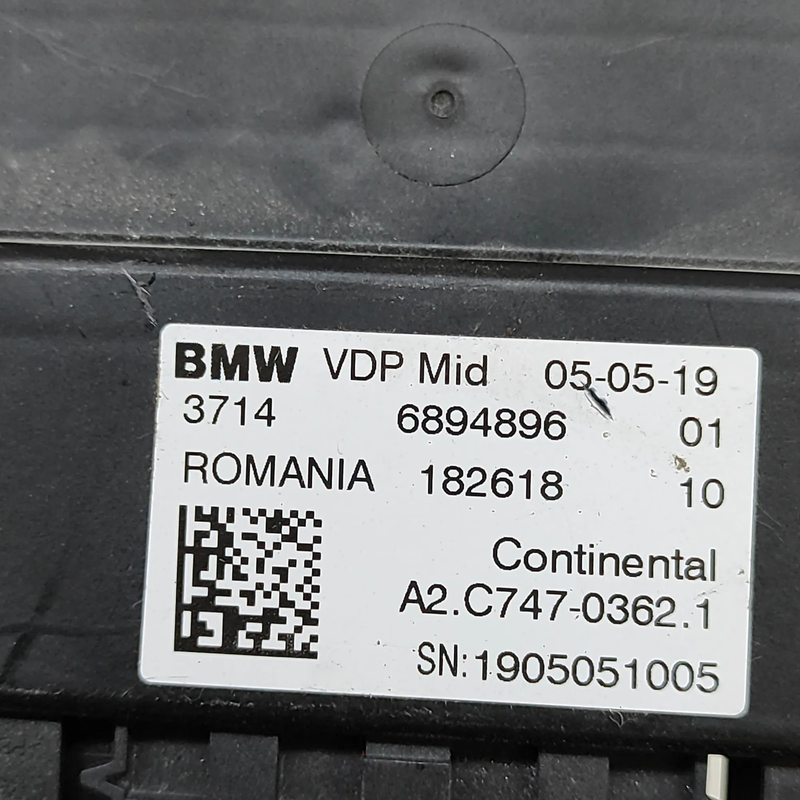 BMW VDP Mid 05-05-19
3714 6894896 01
ROMANIA 182618 10
Continental
A2.C747-0362.1
SN:1905051005